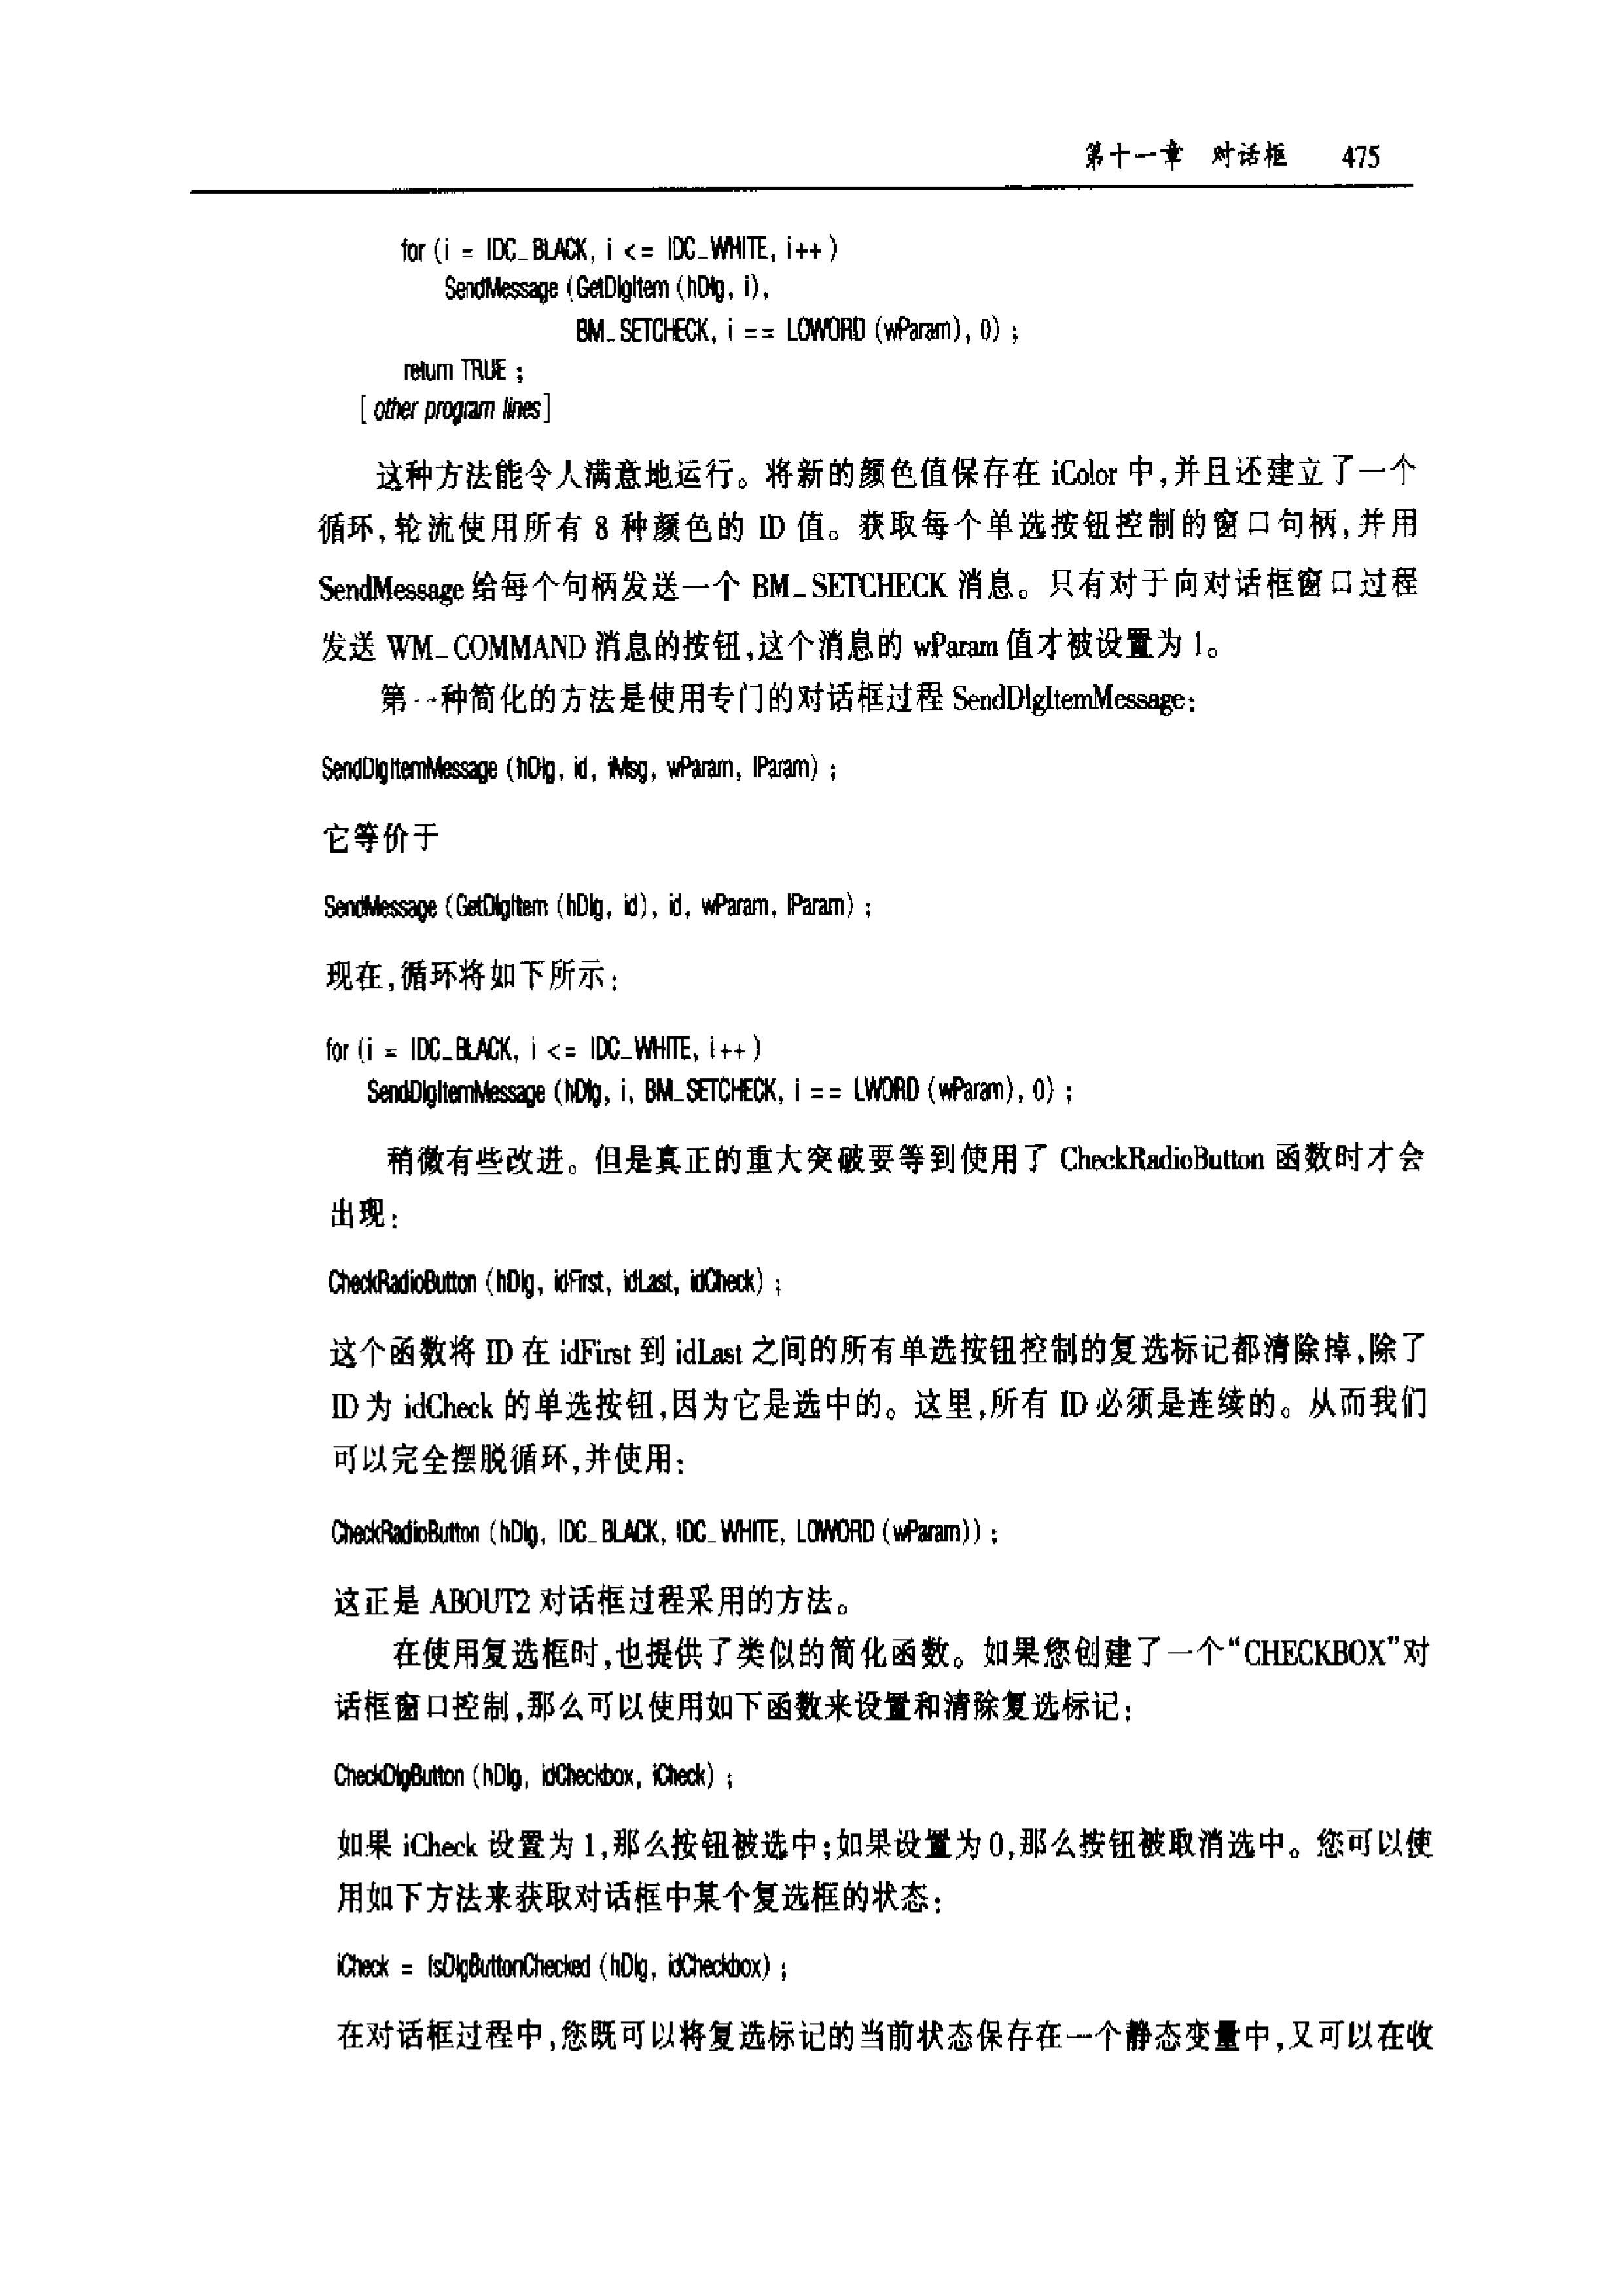 第十一章 对话框 475
for (i = IDC_BLACK, i <= IDC_WHITE, i++ )
SendMessage (GetDlgItem (hDlg, i),
BM_SETCHECK, i == LOWORD (wParam), 0) ;
return TRUE ;
[ other program lines]
这种方法能令人满意地运行。将新的颜色值保存在 iColor 中,并且还建立了一个
循环,轮流使用所有 8 种颜色的 ID 值。获取每个单选按钮控制的窗口句柄,并用
SendMessage 给每个句柄发送一个 BM_SETCHECK 消息。只有对于向对话框窗口过程
发送 WM_COMMAND 消息的按钮,这个消息的 wParam 值才被设置为 1。
第一种简化的方法是使用专门的对话框过程 SendDlgItemMessage:
SendDlgItemMessage (hDlg, id, iMsg, wParam, lParam) ;
它等价于
SendMessage (GetDlgItem (hDlg, id), id, wParam, lParam) ;
现在,循环将如下所示:
for (i = IDC_BLACK, i <= IDC_WHITE, i++ )
SendDlgItemMessage (hDlg, i, BM_SETCHECK, i == LWORD (wParam), 0) ;
稍微有些改进。但是真正的重大突破要等到使用了 CheckRadioButton 函数时才会
出现:
CheckRadioButton (hDlg, idFirst, idLast, idCheck) ;
这个函数将 ID 在 idFirst 到 idLast 之间的所有单选按钮控制的复选标记都清除掉,除了
ID 为 idCheck 的单选按钮,因为它是选中的。这里,所有 ID 必须是连续的。从而我们
可以完全摆脱循环,并使用:
CheckRadioButton (hDlg, IDC_BLACK, IDC_WHITE, LOWORD (wParam)) ;
这正是 ABOUT2 对话框过程采用的方法。
在使用复选框时,也提供了类似的简化函数。如果您创建了一个“CHECKBOX”对
话框窗口控制,那么可以使用如下函数来设置和清除复选标记:
CheckDlgButton (hDlg, idCheckbox, iCheck) ;
如果 iCheck 设置为 1,那么按钮被选中;如果设置为 0,那么按钮被取消选中。您可以使
用如下方法来获取对话框中某个复选框的状态:
iCheck = IsDlgButtonChecked (hDlg, idCheckbox) ;
在对话框过程中,您既可以将复选标记的当前状态保存在一个静态变量中,又可以在收